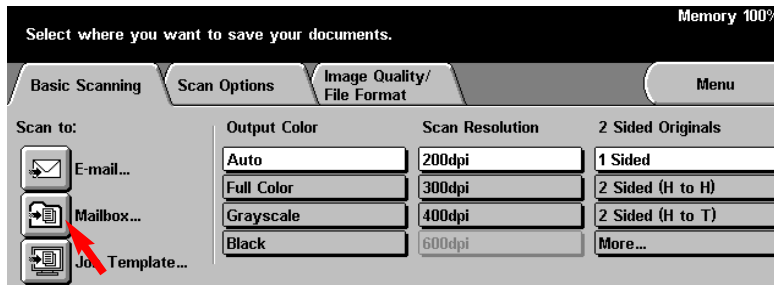 Memory 100%
Select where you want to save your documents.
Basic Scanning
Scan Options
Image Quality/
File Format
Menu
Scan to:
E-mail...
Mailbox...
Template...
Output Color
Auto
Full Color
Grayscale
Black
Scan Resolution
200dpi
300dpi
400dpi
600dpi
2 Sided Originals
1 Sided
2 Sided (H to H)
2 Sided (H to T)
More...